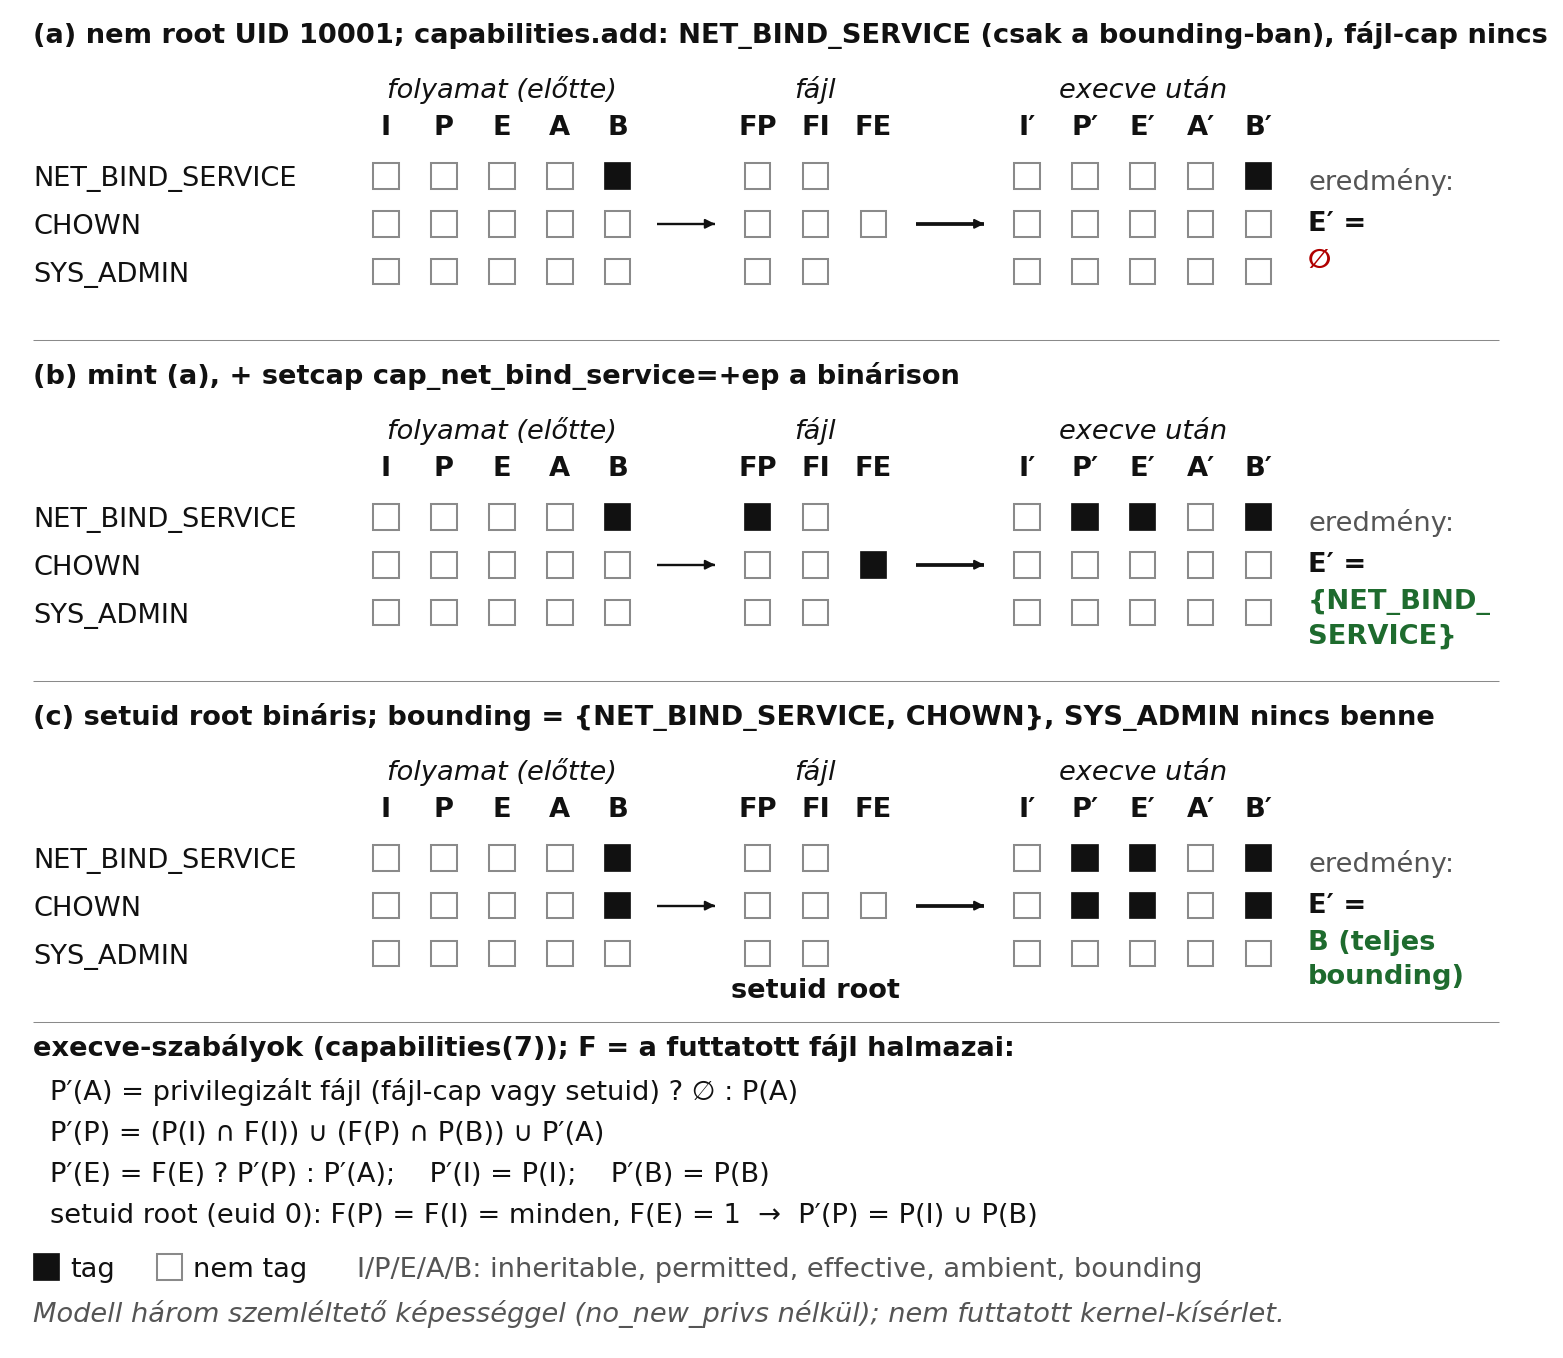 (a) nem root UID 10001; capabilities.add: NET_BIND_SERVICE (csak a bounding-ban), fájl-cap nincs
folyamat (előtte) fájl execve után
I P E A B FP FI FE I′ P′ E′ A′ B′
NET_BIND_SERVICE eredmény:
CHOWN E′ =
SYS_ADMIN ∅
(b) mint (a), + setcap cap_net_bind_service=+ep a binárison
folyamat (előtte) fájl execve után
I P E A B FP FI FE I′ P′ E′ A′ B′
NET_BIND_SERVICE eredmény:
CHOWN E′ =
SYS_ADMIN {NET_BIND_
SERVICE}
(c) setuid root bináris; bounding = {NET_BIND_SERVICE, CHOWN}, SYS_ADMIN nincs benne
folyamat (előtte) fájl execve után
I P E A B FP FI FE I′ P′ E′ A′ B′
NET_BIND_SERVICE eredmény:
CHOWN E′ =
SYS_ADMIN B (teljes
bounding)
setuid root
execve-szabályok (capabilities(7)); F = a futtatott fájl halmazai:
P′(A) = privilegizált fájl (fájl-cap vagy setuid) ? ∅ : P(A)
P′(P) = (P(I) ∩ F(I)) ∪ (F(P) ∩ P(B)) ∪ P′(A)
P′(E) = F(E) ? P′(P) : P′(A); P′(I) = P(I); P′(B) = P(B)
setuid root (euid 0): F(P) = F(I) = minden, F(E) = 1 → P′(P) = P(I) ∪ P(B)
tag nem tag I/P/E/A/B: inheritable, permitted, effective, ambient, bounding
Modell három szemléltető képességgel (no_new_privs nélkül); nem futtatott kernel-kísérlet.